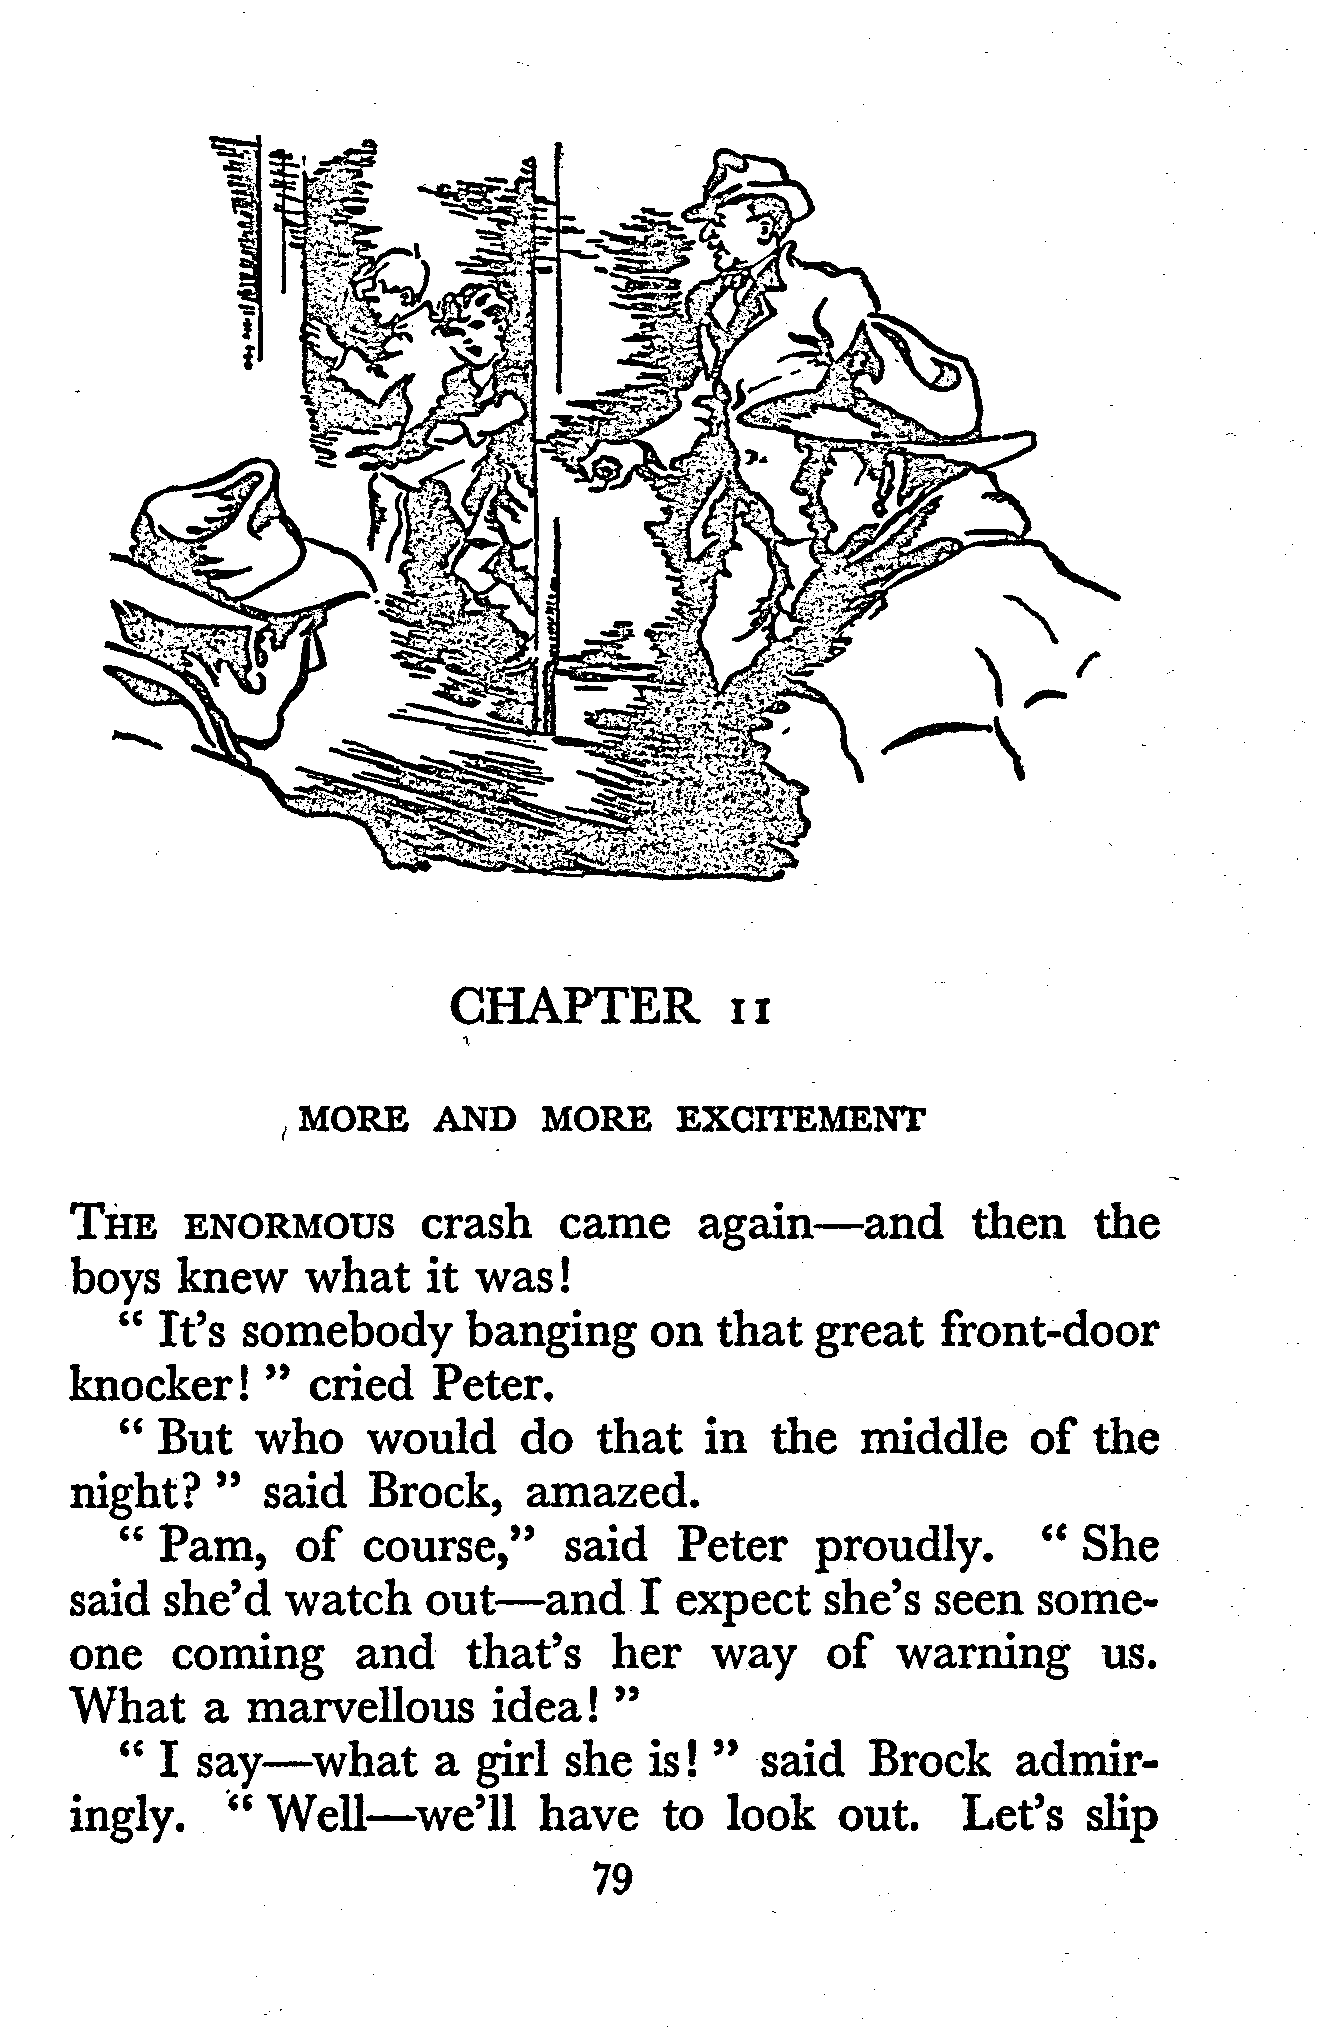 CHAPTER 11
MORE AND MORE EXCITEMENT
THE ENORMOUS crash came again—and then the
boys knew what it was!
“ It’s somebody banging on that great front-door
knocker! ” cried Peter.
“ But who would do that in the middle of the
night? ” said Brock, amazed.
“ Pam, of course,” said Peter proudly. “ She
said she’d watch out—and I expect she’s seen some-
one coming and that’s her way of warning us.
What a marvellous idea! ”
“ I say—what a girl she is! ” said Brock admir-
ingly. “ Well—we’ll have to look out. Let’s slip
79